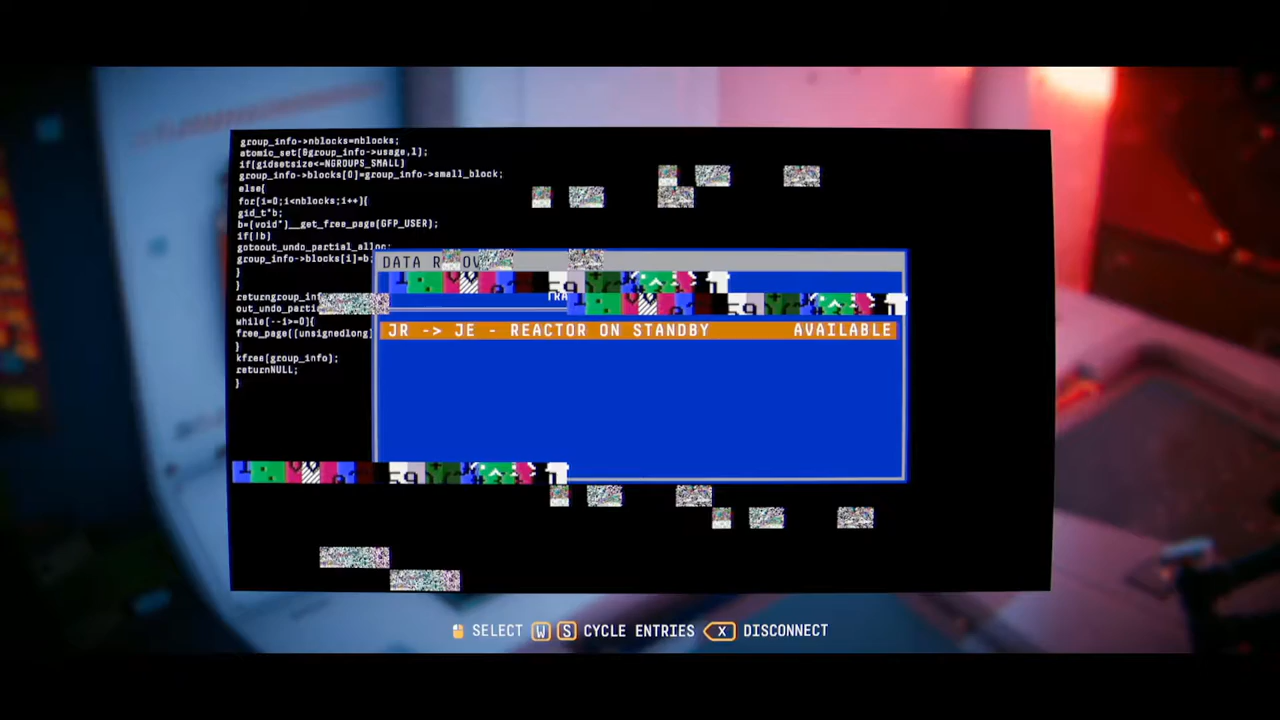 group_info->nblocks=nblocks;
atomic_set(&group_info->usage,1);
if(gidsetsize<=NGROUPS_SMALL)
group_info->blocks[0]=group_info->small_block;
else{
for(i=0;i<nblocks;i++){
gid_t*b;
b=(void*)__get_free_page(GFP_USER);
if(!b)
gotoout_undo_partial_alloc;
group_info->blocks[i]=b;
}
}
returngroup_inf
out_undo_partia
while(--i>=0){
free_page((unsignedlong)
}
kfree(group_info);
returnNULL;
}
DATA R
JR -> JE - REACTOR ON STANDBY AVAILABLE
SELECT W S CYCLE ENTRIES X DISCONNECT